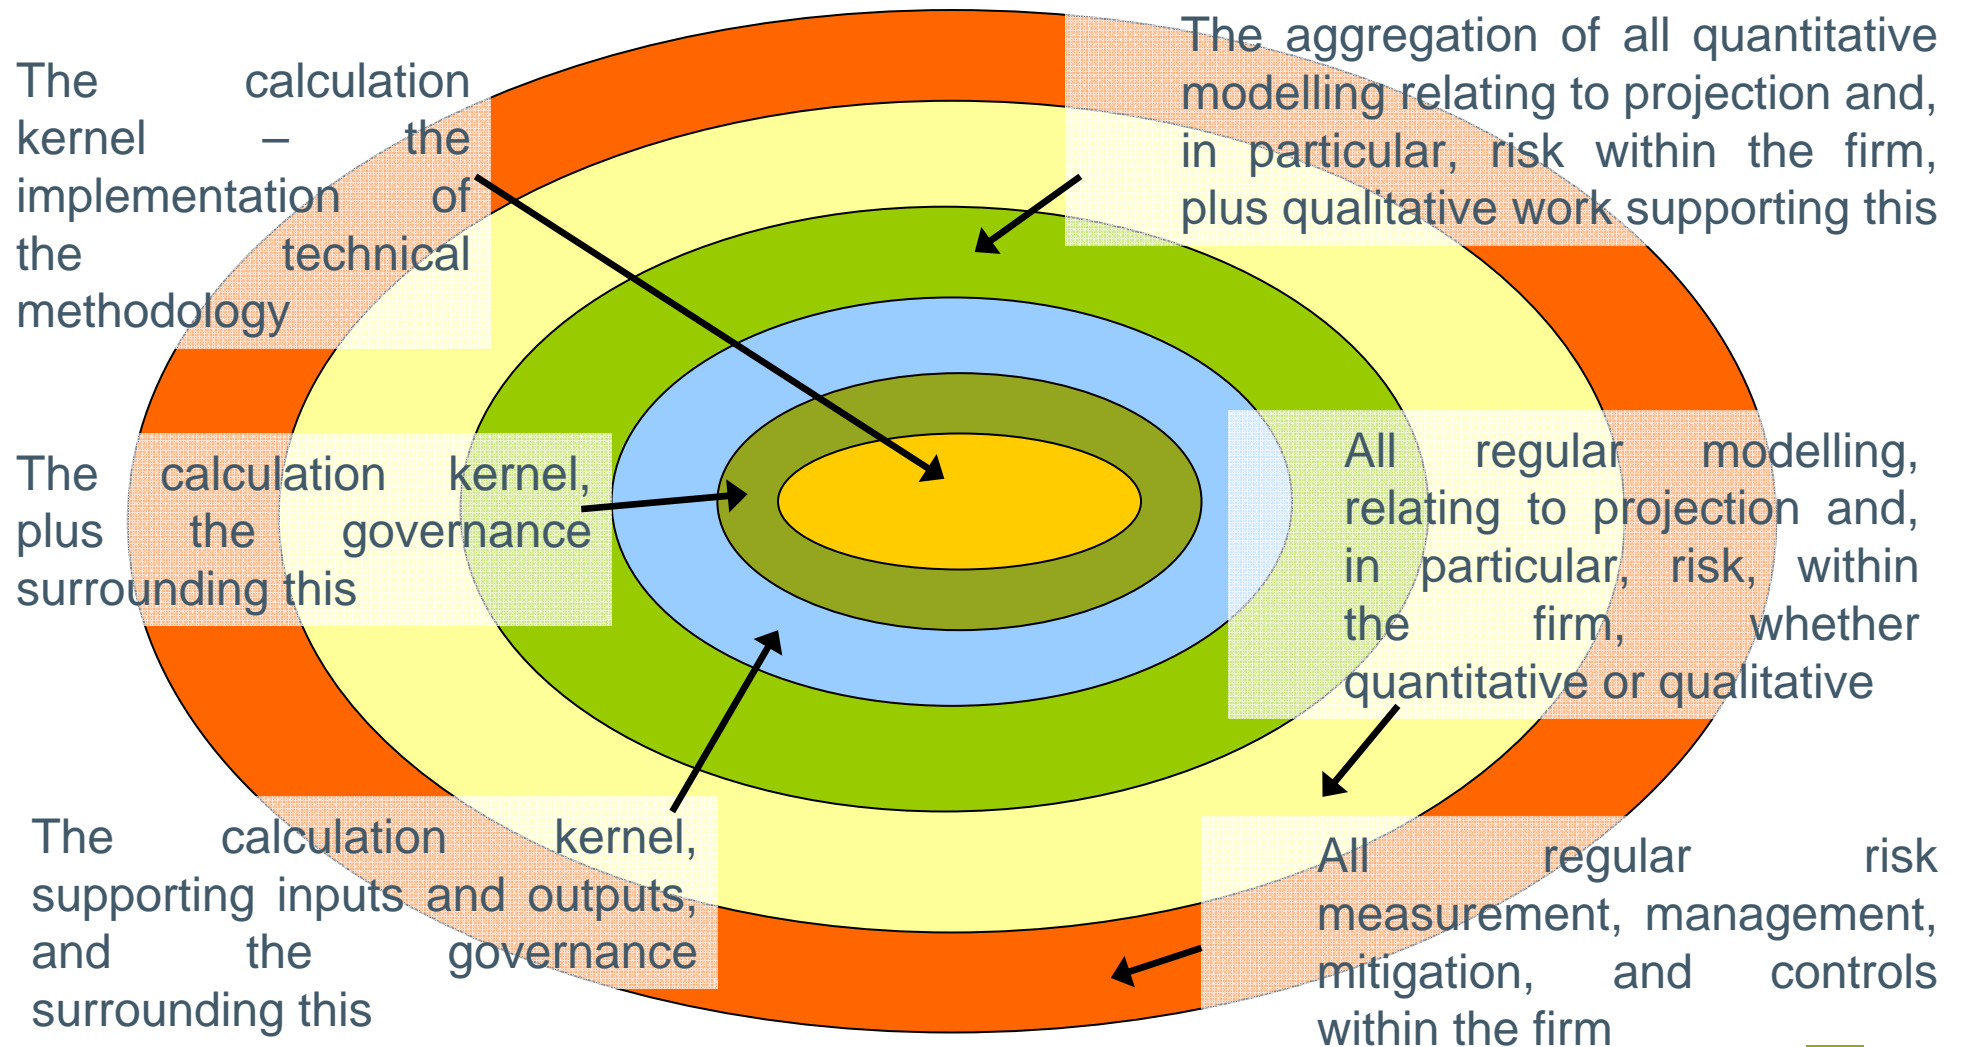 The calculation
kernel – the
implementation of
the technical
methodology
The aggregation of all quantitative
modelling relating to projection and,
in particular, risk within the firm,
plus qualitative work supporting this
The calculation kernel,
plus the governance
surrounding this
All regular modelling,
relating to projection and,
in particular, risk, within
the firm, whether
quantitative or qualitative
The calculation kernel,
supporting inputs and outputs,
and the governance
surrounding this
All regular risk
measurement, management,
mitigation, and controls
within the firm